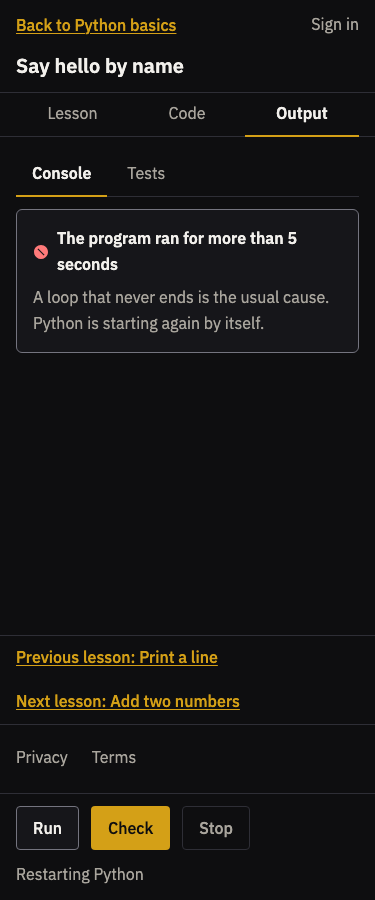 Back to Python basics
Sign in
Say hello by name
Lesson
Code
Output
Console
Tests
The program ran for more than 5
seconds
A loop that never ends is the usual cause.
Python is starting again by itself.
Previous lesson: Print a line
Next lesson: Add two numbers
Privacy
Terms
Run
Check
Stop
Restarting Python